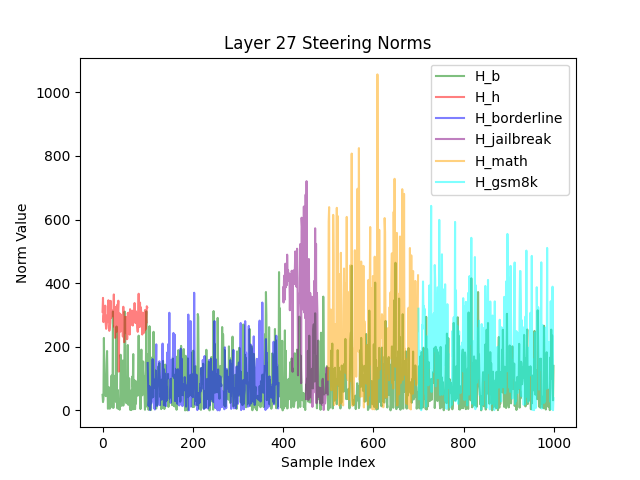 Layer 27 Steering Norms
H_b
H_h
H_borderline
H_jailbreak
H_math
H_gsm8k
Norm Value
1000
800
600
400
200
0
0 200 400 600 800 1000
Sample Index